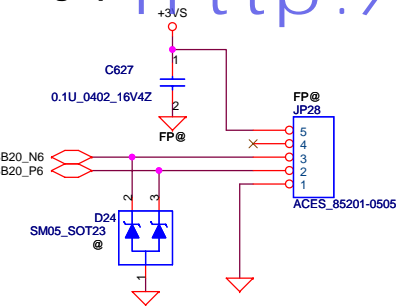 http:/
+3VS
1
C627
0.1U_0402_16V4Z
2
FP@
FP@
JP28
5
4
3
2
1
ACES_85201-0505
B20_N6
B20_P6
2
3
D24
SM05_SOT23
@
1